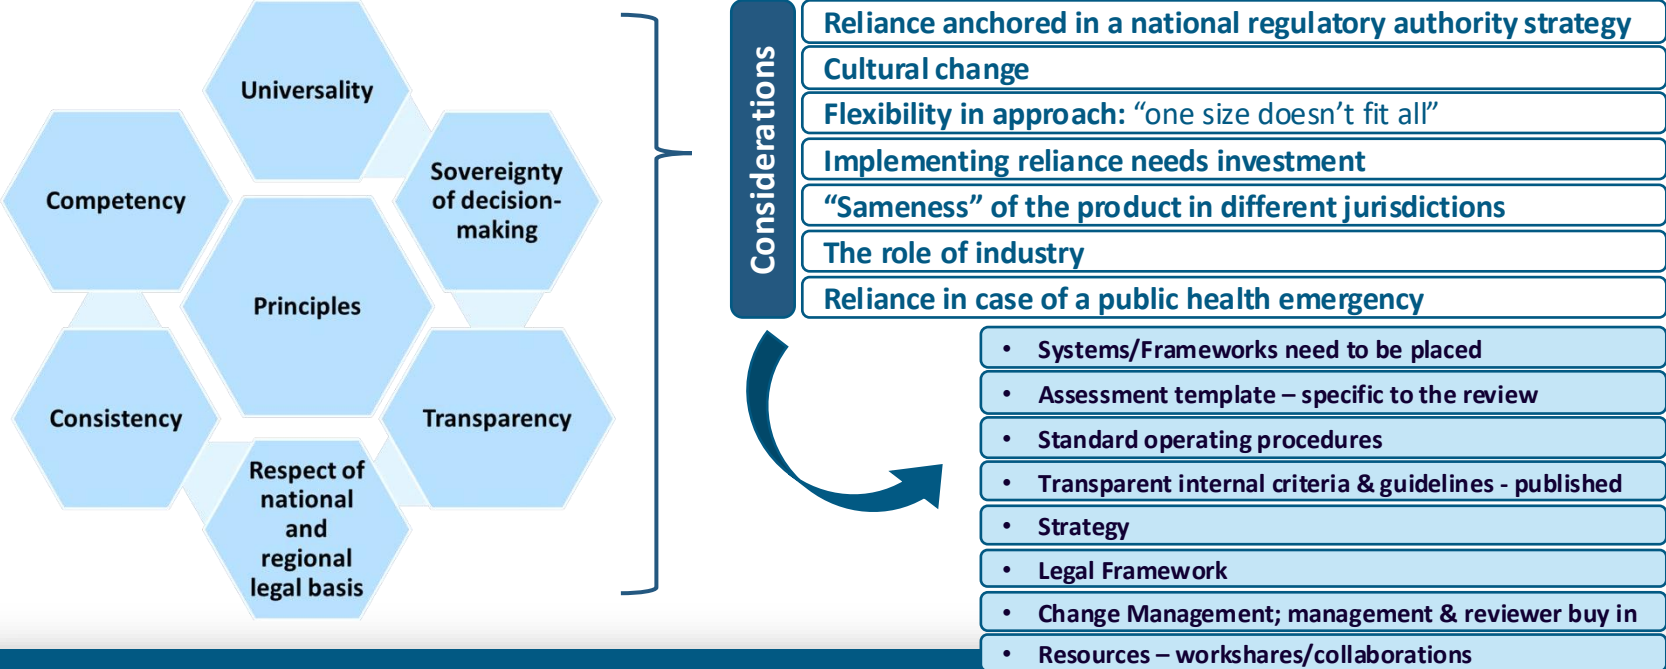 Universality
Sovereignty
of decision-
making
Competency
Principles
Consistency
Transparency
Respect of
national
and
regional
legal basis
Considerations
Reliance anchored in a national regulatory authority strategy
Cultural change
Flexibility in approach: “one size doesn’t fit all”
Implementing reliance needs investment
“Sameness” of the product in different jurisdictions
The role of industry
Reliance in case of a public health emergency
• Systems/Frameworks need to be placed
• Assessment template – specific to the review
• Standard operating procedures
• Transparent internal criteria & guidelines - published
• Strategy
• Legal Framework
• Change Management; management & reviewer buy in
• Resources – workshares/collaborations